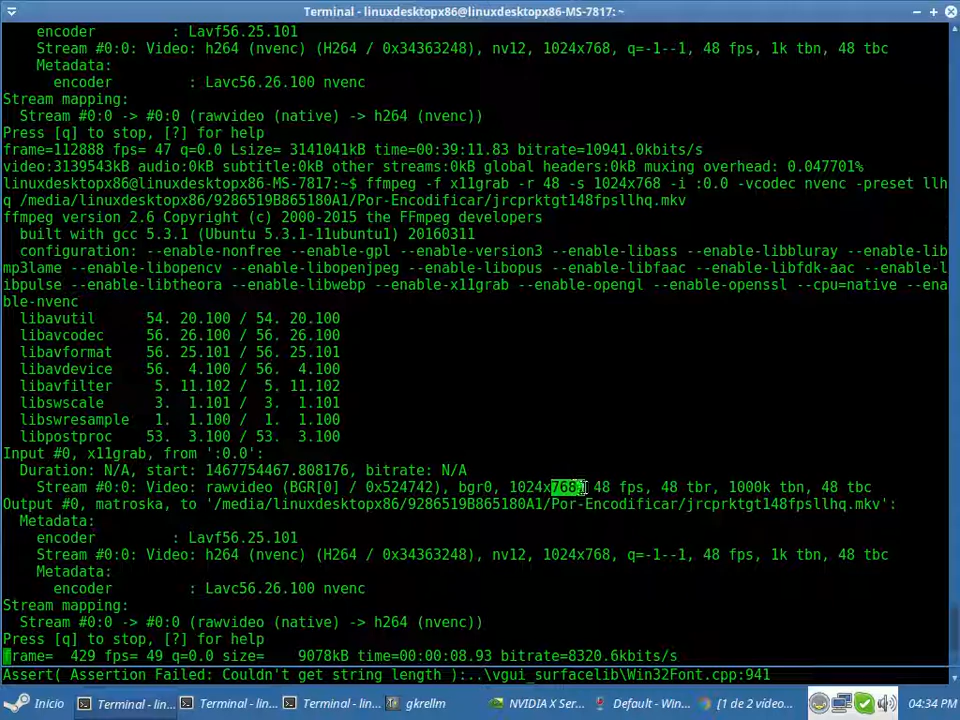 Terminal - linuxdesktopx86@linuxdesktopx86-MS-7817: ~
encoder : Lavf56.25.101
Stream #0:0: Video: h264 (nvenc) (H264 / 0x34363248), nv12, 1024x768, q=-1--1, 48 fps, 1k tbn, 48 tbc
Metadata:
encoder : Lavc56.26.100 nvenc
Stream mapping:
Stream #0:0 -> #0:0 (rawvideo (native) -> h264 (nvenc))
Press [q] to stop, [?] for help
frame=112888 fps= 47 q=0.0 Lsize= 3141041kB time=00:39:11.83 bitrate=10941.0kbits/s
video:3139543kB audio:0kB subtitle:0kB other streams:0kB global headers:0kB muxing overhead: 0.047701%
linuxdesktopx86@linuxdesktopx86-MS-7817:~$ ffmpeg -f x11grab -r 48 -s 1024x768 -i :0.0 -vcodec nvenc -preset llh
q /media/linuxdesktopx86/9286519B865180A1/Por-Encodificar/jrcprktgt148fpsllhq.mkv
ffmpeg version 2.6 Copyright (c) 2000-2015 the FFmpeg developers
built with gcc 5.3.1 (Ubuntu 5.3.1-11ubuntu1) 20160311
configuration: --enable-nonfree --enable-gpl --enable-version3 --enable-libass --enable-libbluray --enable-lib
mp3lame --enable-libopencv --enable-libopenjpeg --enable-libopus --enable-libfaac --enable-libfdk-aac --enable-l
ibpulse --enable-libtheora --enable-libwebp --enable-x11grab --enable-opengl --enable-openssl --cpu=native --ena
ble-nvenc
libavutil 54. 20.100 / 54. 20.100
libavcodec 56. 26.100 / 56. 26.100
libavformat 56. 25.101 / 56. 25.101
libavdevice 56. 4.100 / 56. 4.100
libavfilter 5. 11.102 / 5. 11.102
libswscale 3. 1.101 / 3. 1.101
libswresample 1. 1.100 / 1. 1.100
libpostproc 53. 3.100 / 53. 3.100
Input #0, x11grab, from ':0.0':
Duration: N/A, start: 1467754467.808176, bitrate: N/A
Stream #0:0: Video: rawvideo (BGR[0] / 0x524742), bgr0, 1024x768, 48 fps, 48 tbr, 1000k tbn, 48 tbc
Output #0, matroska, to '/media/linuxdesktopx86/9286519B865180A1/Por-Encodificar/jrcprktgt148fpsllhq.mkv':
Metadata:
encoder : Lavf56.25.101
Stream #0:0: Video: h264 (nvenc) (H264 / 0x34363248), nv12, 1024x768, q=-1--1, 48 fps, 1k tbn, 48 tbc
Metadata:
encoder : Lavc56.26.100 nvenc
Stream mapping:
Stream #0:0 -> #0:0 (rawvideo (native) -> h264 (nvenc))
Press [q] to stop, [?] for help
frame= 429 fps= 49 q=0.0 size= 9078kB time=00:00:08.93 bitrate=8320.6kbits/s
Assert( Assertion Failed: Couldn't get string length ):..\vgui_surfacelib\Win32Font.cpp:941
Inicio Terminal - lin... Terminal - lin... Terminal - lin... gkrellm NVIDIA X Ser... Default - Win... [1 de 2 vídeo... 04:34 PM